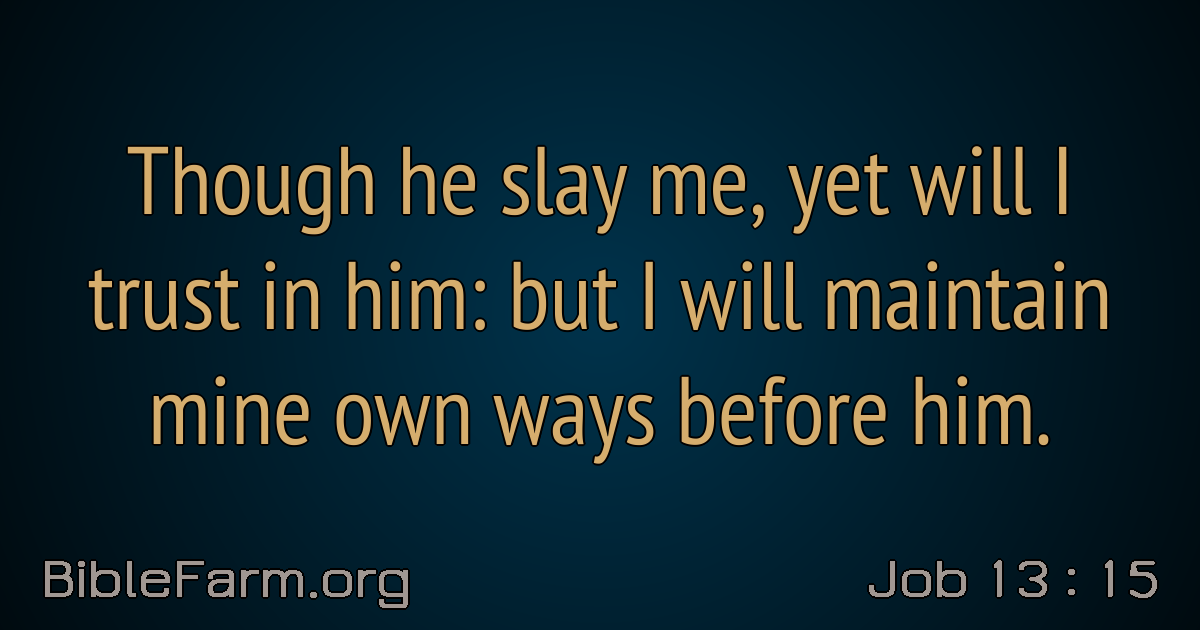 Though he slay me, yet will I
trust in him: but I will maintain
mine own ways before him.
BibleFarm.org
Job 13 : 15